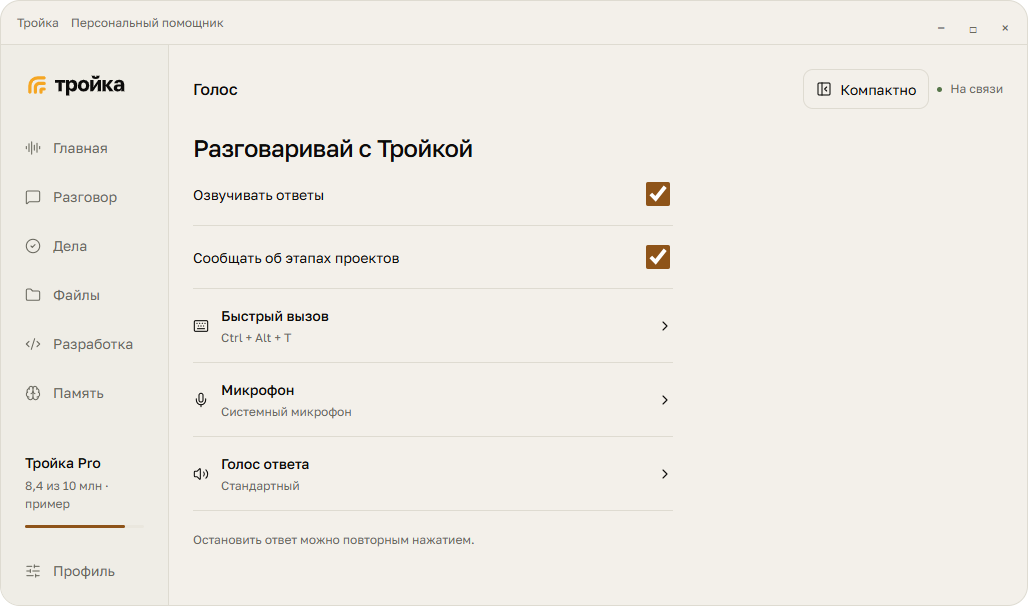 Тройка Персональный помощник
тройка
Главная
Разговор
Дела
Файлы
Разработка
Память
Тройка Pro
8,4 из 10 млн ·
пример
Профиль
Голос
Компактно
На связи
Разговаривай с Тройкой
Озвучивать ответы
Сообщать об этапах проектов
Быстрый вызов
Ctrl + Alt + T
Микрофон
Системный микрофон
Голос ответа
Стандартный
Остановить ответ можно повторным нажатием.